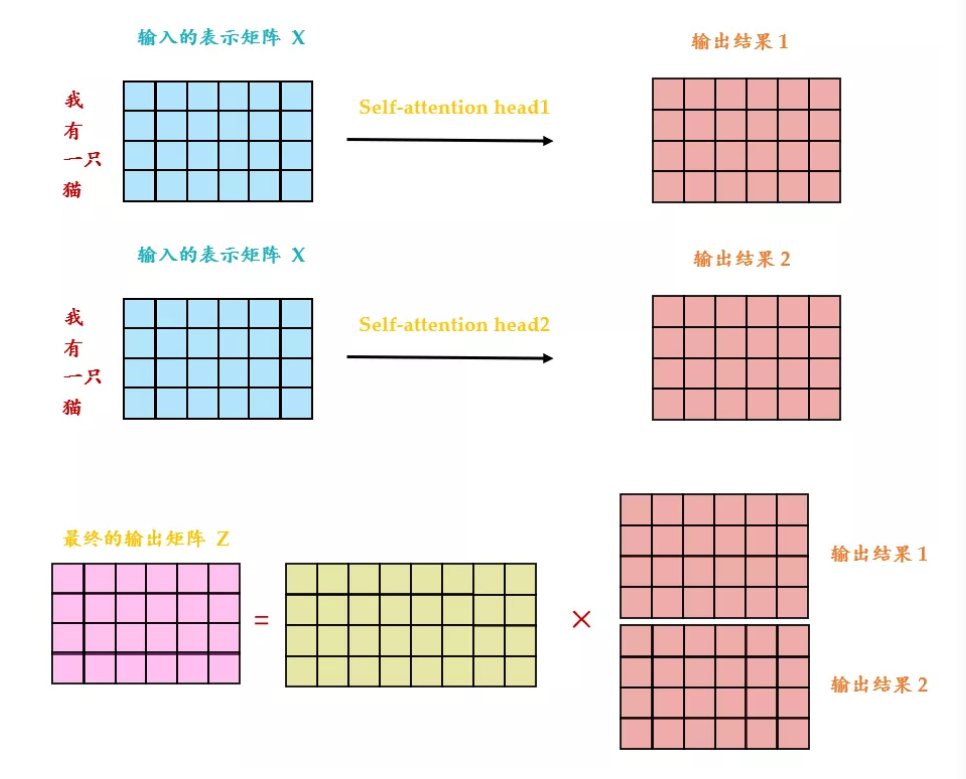 输入的表示矩阵 X
输出结果 1
我
有
一只
猫
Self-attention head1
输入的表示矩阵 X
输出结果 2
我
有
一只
猫
Self-attention head2
最终的输出矩阵 Z
=
×
输出结果 1
输出结果 2